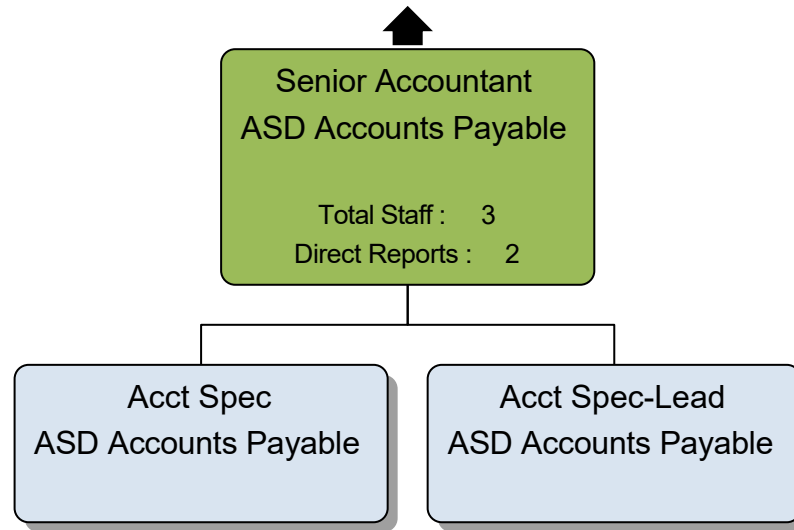 Senior Accountant
ASD Accounts Payable
Total Staff : 3
Direct Reports : 2
Acct Spec
ASD Accounts Payable
Acct Spec-Lead
ASD Accounts Payable